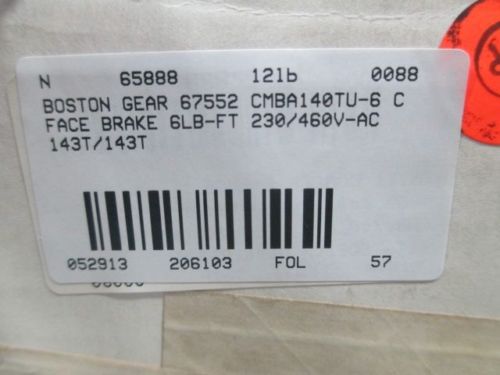 N 65888 12lb 0088
BOSTON GEAR 67552 CMBA140TU-6 C
FACE BRAKE 6LB-FT 230/460V-AC
143T/143T
052913 206103 FOL 57